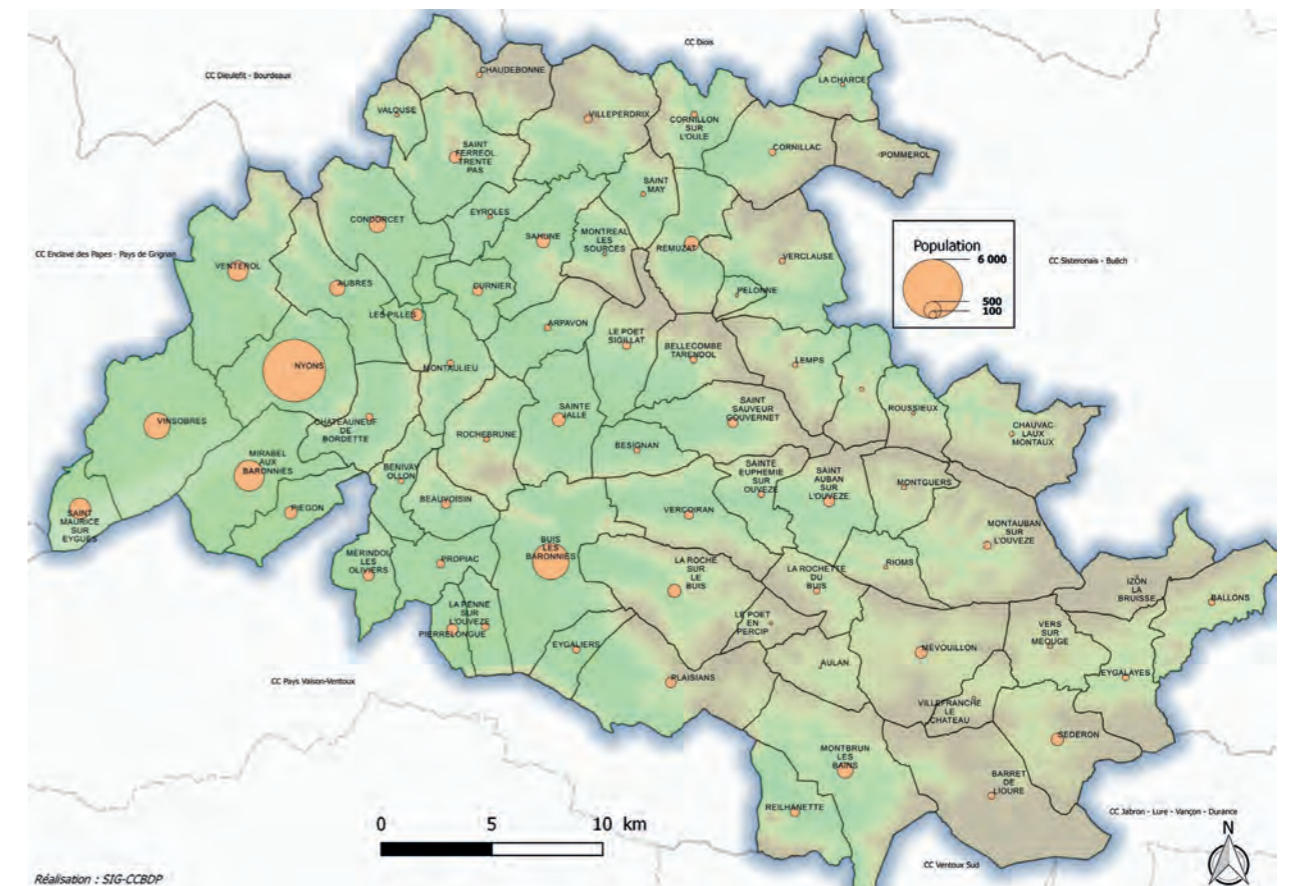 CC Diois
CC Dieulefit - Bourdeaux
CHAUDEBONNE
LA CHARCE
VALOUSE
VILLEPERDRIX
CORNILLON
SUR
L'OULE
SAINT
FERREOL
TRENTE
PAS
CORNILLAC
POMMEROL
SAINT
MAY
EYROLES
CONDORCET
SAHUNE
MONTREAL
LES
SOURCES
REMUZAT
VERCLAUSE
CC Enclave des Papes - Pays de Grignan
VENTEROL
AUBRES
CURNIER
PELONNE
Population
6 000
500
100
CC Sisteronais - Buëch
LES PILLES
ARPAVON
LE POET
SIGILLAT
BELLECOMBE
TARENDOL
LEMPS
NYONS
MONTAULIEU
ROUSSIEUX
SAINT
SAUVEUR
GOUVERNET
CHAUVAC
LAUX
MONTAUX
VINSOBRES
CHATEAUNEUF
DE
BORDETTE
ROCHEBRUNE
SAINTE
JALLE
BESIGNAN
MIRABEL
AUX
BARONNIES
BENIVAY
OLLON
SAINTE
EUPHEMIE
SUR
OUVEZE
SAINT
AUBAN
SUR
L'OUVEZE
MONTGUERS
BEAUVOISIN
SAINT
MAURICE
SUR
EYGUES
PIEGON
VERCOIRAN
MONTAUBAN
SUR
L'OUVEZE
MERINDOL
LES
OLIVIERS
PROPIAC
BUIS
LES
BARONNIES
LA ROCHE
SUR
LE
BUIS
LA ROCHETTE
DU
BUIS
RIOMS
IZON
LA
BRUISSE
BALLONS
LA PENNE
SUR
L'OUVEZE
PIERRELONGUE
LE POET
EN
PERCIP
VERS
SUR
MEOUGE
EYGALIERS
AULAN
MEVOUILLON
EYGALAYES
CC Pays Vaison-Ventoux
PLAISIANS
VILLEFRANCHE
LE
CHATEAU
SEDERON
MONTBRUN
LES
BAINS
BARRET
DE
LIOURE
REILHANETTE
CC Jabron - Lure - Vançon - Durance
0 5 10 km
N
CC Ventoux Sud
Réalisation : SIG-CCBDP